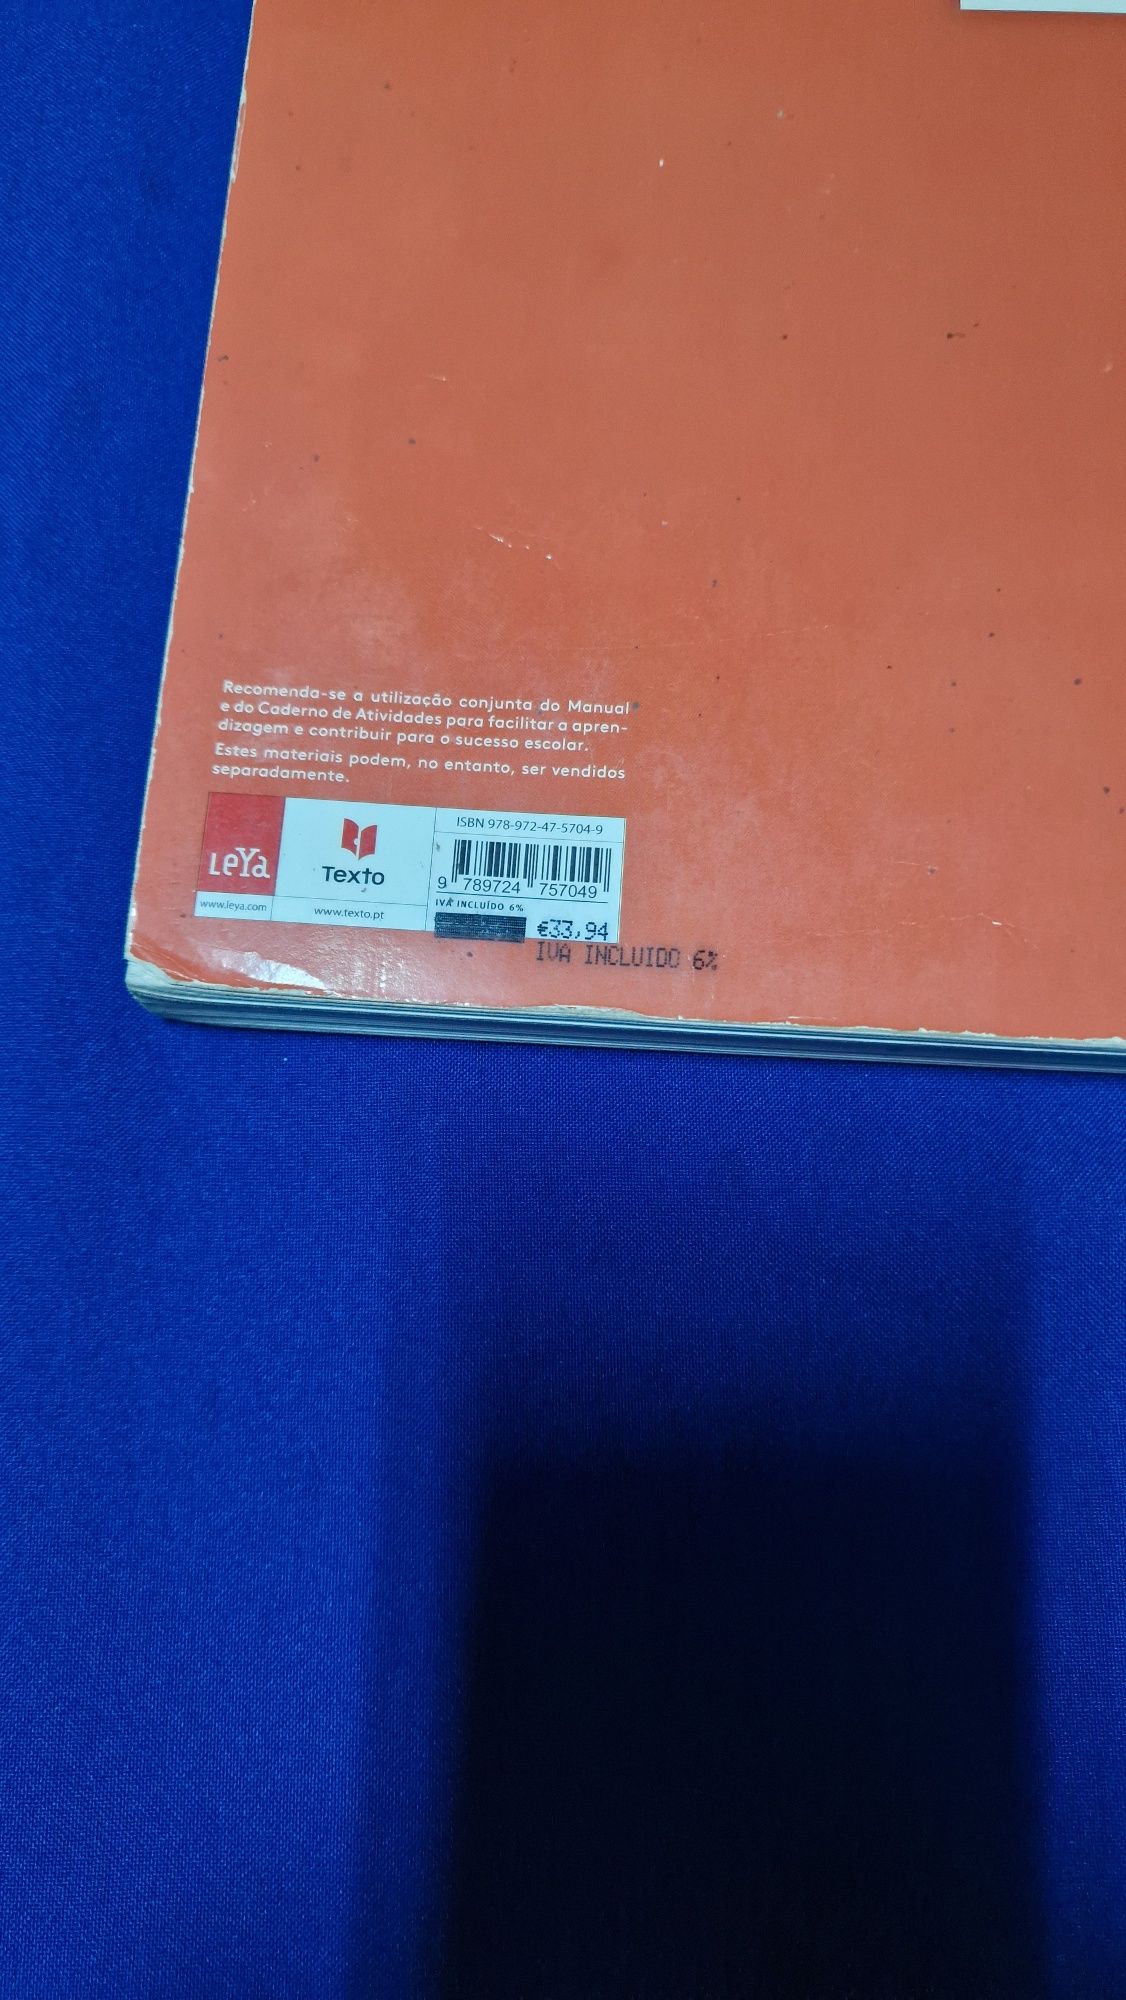 Recomenda-se a utilização conjunta do Manual
e do Caderno de Atividades para facilitar a apren-
dizagem e contribuir para o sucesso escolar.
Estes materiais podem, no entanto, ser vendidos
separadamente.
LeYa
www.leya.com
Texto
www.texto.pt
ISBN 978-972-47-5704-9
9 789724 757049
IVA INCLUÍDO 6%
€33,94
IVA INCLUIDO 6%